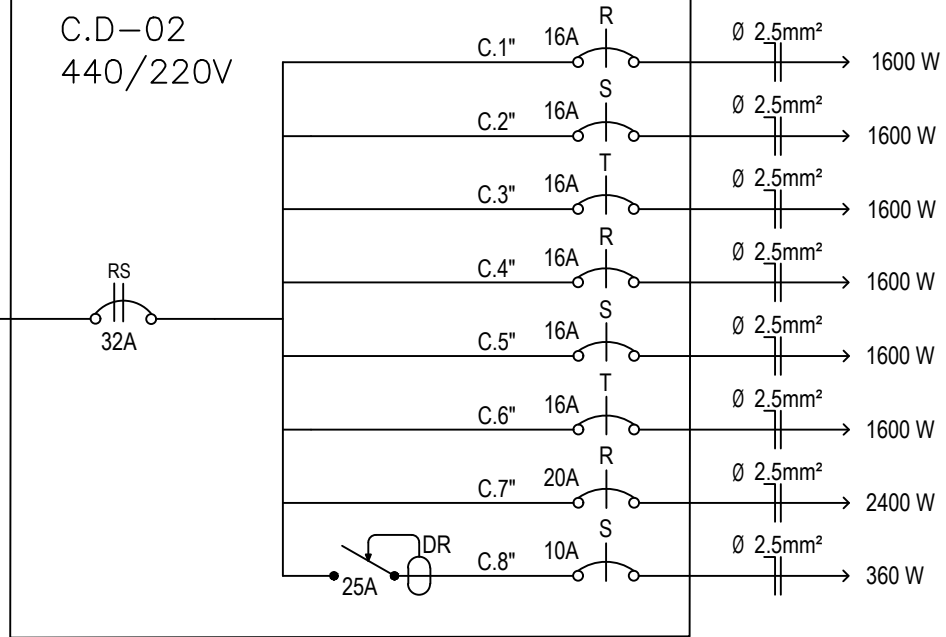 C.D-02
440/220V
RS
32A
C.1" 16A R Ø 2.5mm² 1600 W
C.2" 16A S Ø 2.5mm² 1600 W
C.3" 16A T Ø 2.5mm² 1600 W
C.4" 16A R Ø 2.5mm² 1600 W
C.5" 16A S Ø 2.5mm² 1600 W
C.6" 16A T Ø 2.5mm² 1600 W
C.7" 20A R Ø 2.5mm² 2400 W
25A DR C.8" 10A S Ø 2.5mm² 360 W